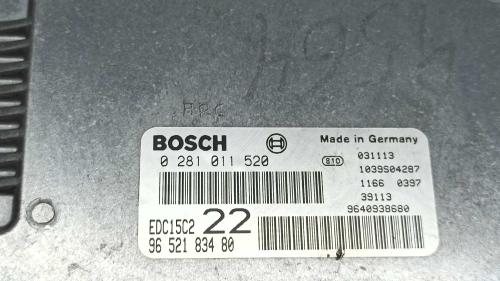 BOSCH Made in Germany
0 281 011 520 810 031113
1039S04287
1166 0397
39113
EDC15C2 22 9640938680
96 521 834 80